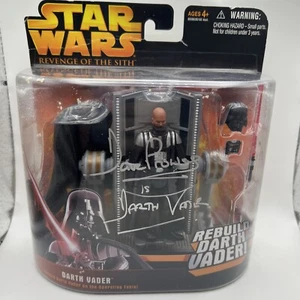 STAR WARS
REVENGE OF THE SITH
AGES 4+
WARNING:
CHOKING HAZARD - Small parts.
Not for children under 3 years.
Dave Prowse
is
Darth Vader
REBUILD
DARTH
VADER!
DARTH VADER